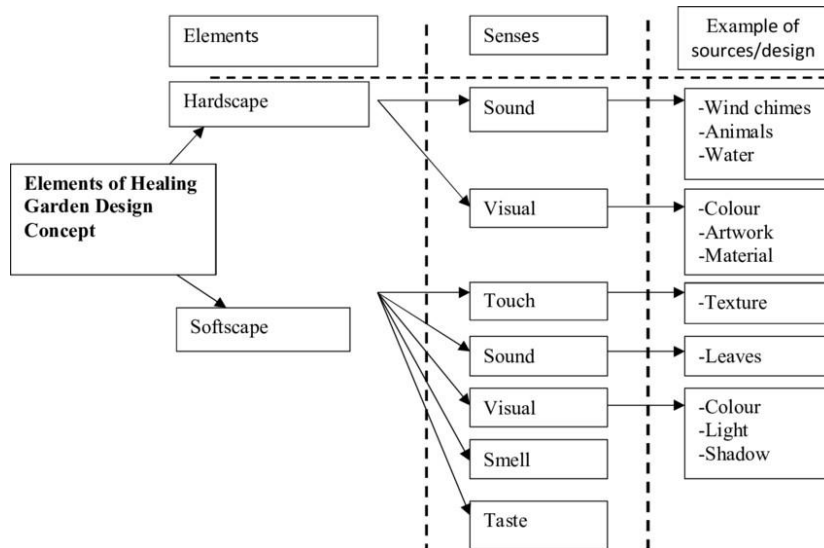 Elements
Senses
Example of
sources/design
Hardscape
Sound
-Wind chimes
-Animals
-Water
Elements of Healing
Garden Design
Concept
Visual
-Colour
-Artwork
-Material
Softscape
Touch
-Texture
Sound
-Leaves
Visual
-Colour
-Light
-Shadow
Smell
Taste